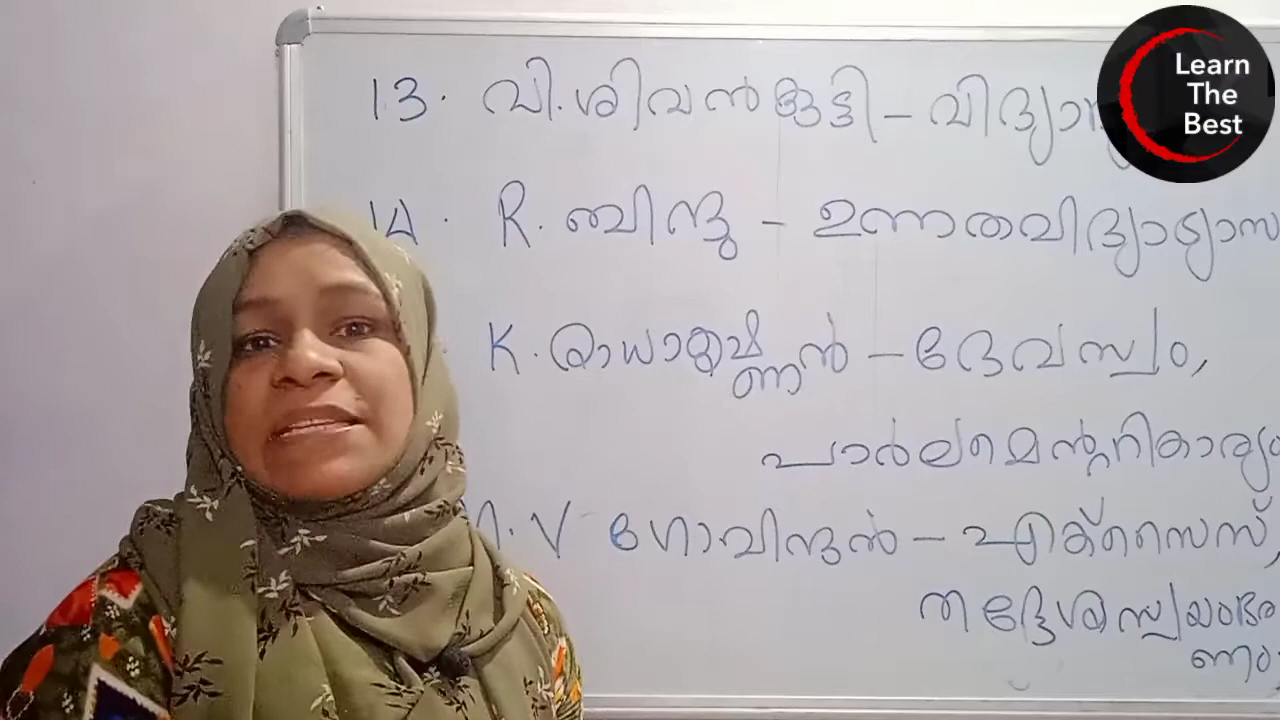 13. വി. ശിവൻകുട്ടി – 
Learn
The
Best
14. R. ബിന്ദു – ഉന്നതവിദ്യാഭ്യാസ
K. രാധാകൃഷ്ണൻ – ദേവസ്വം,
പാർലമെന്ററികാര്യം
V ഗോവിന്ദൻ – എക്സൈസ്,
തദ്ദേശസ്വയംഭര
ണം